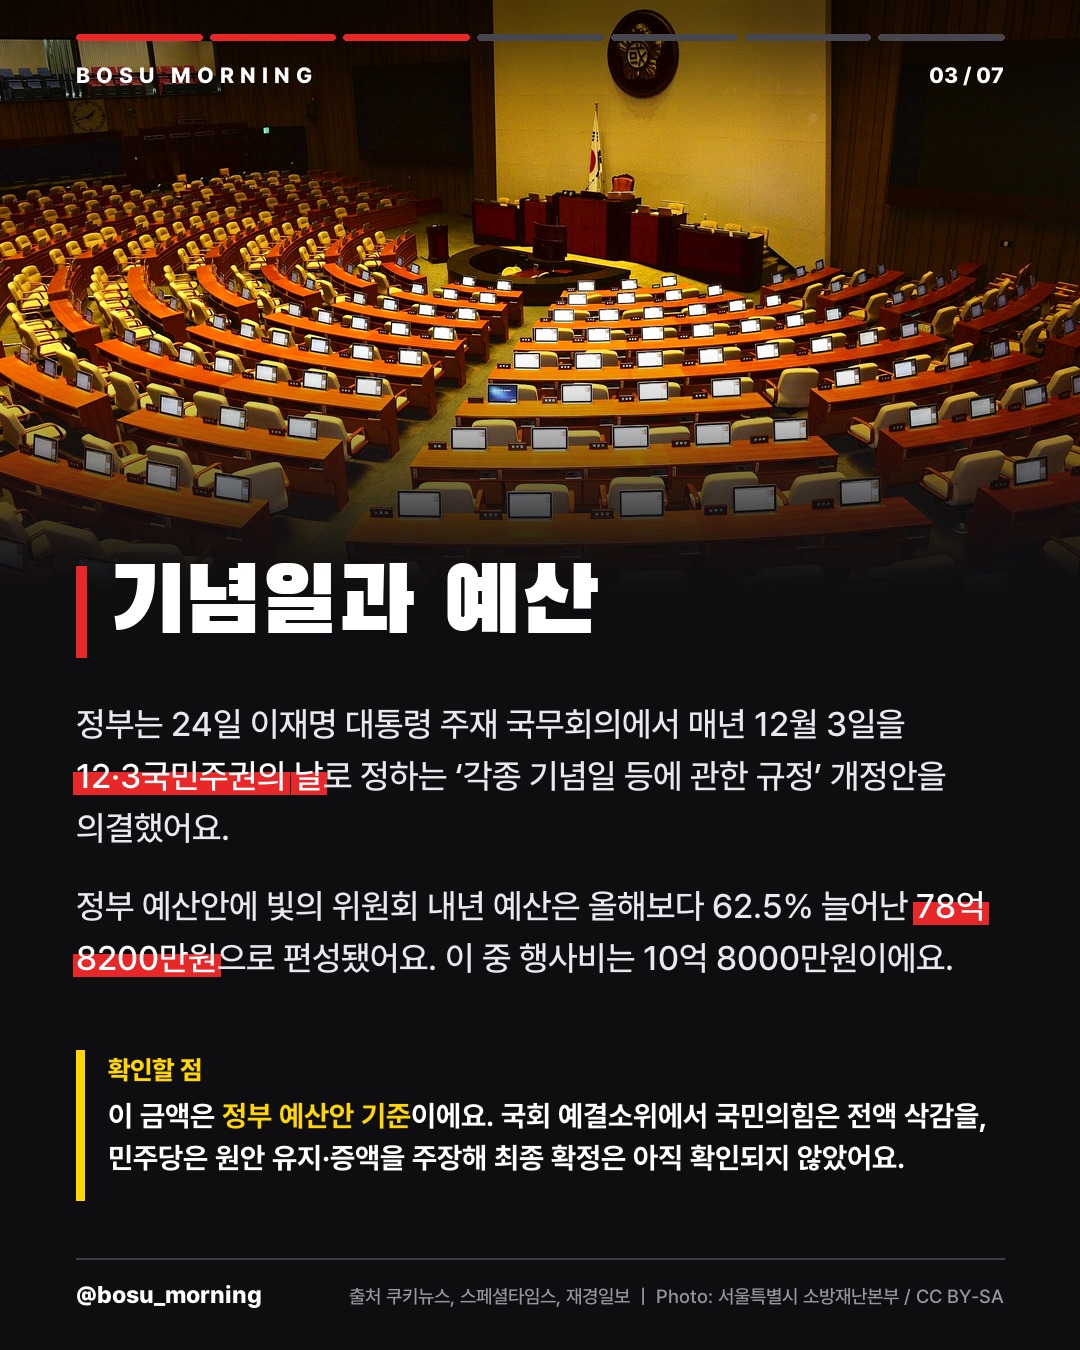 BOSU MORNING
03 / 07
기념일과 예산
정부는 24일 이재명 대통령 주재 국무회의에서 매년 12월 3일을
12·3국민주권의 날로 정하는 ‘각종 기념일 등에 관한 규정’ 개정안을
의결했어요.
정부 예산안에 빛의 위원회 내년 예산은 올해보다 62.5% 늘어난 78억
8200만원으로 편성됐어요. 이 중 행사비는 10억 8000만원이에요.
확인할 점
이 금액은 정부 예산안 기준이에요. 국회 예결소위에서 국민의힘은 전액 삭감을,
민주당은 원안 유지·증액을 주장해 최종 확정은 아직 확인되지 않았어요.
@bosu_morning
출처 쿠키뉴스, 스페셜타임스, 재경일보 | Photo: 서울특별시 소방재난본부 / CC BY-SA